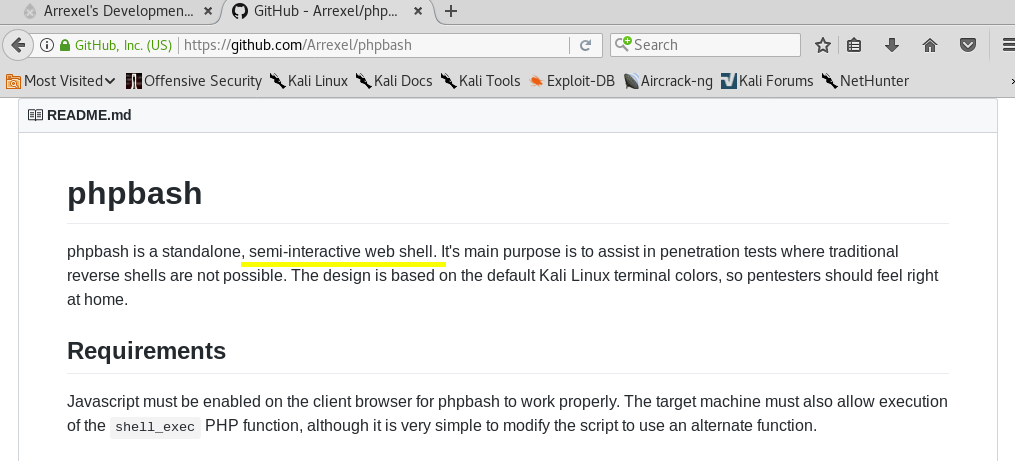 Arrexel's Development... × GitHub - Arrexel/php... × +
GitHub, Inc. (US) https://github.com/Arrexel/phpbash Search
Most Visited Offensive Security Kali Linux Kali Docs Kali Tools Exploit-DB Aircrack-ng Kali Forums NetHunter
README.md
phpbash
phpbash is a standalone, semi-interactive web shell. It's main purpose is to assist in penetration tests where traditional
reverse shells are not possible. The design is based on the default Kali Linux terminal colors, so pentesters should feel right
at home.
Requirements
Javascript must be enabled on the client browser for phpbash to work properly. The target machine must also allow execution
of the shell_exec PHP function, although it is very simple to modify the script to use an alternate function.